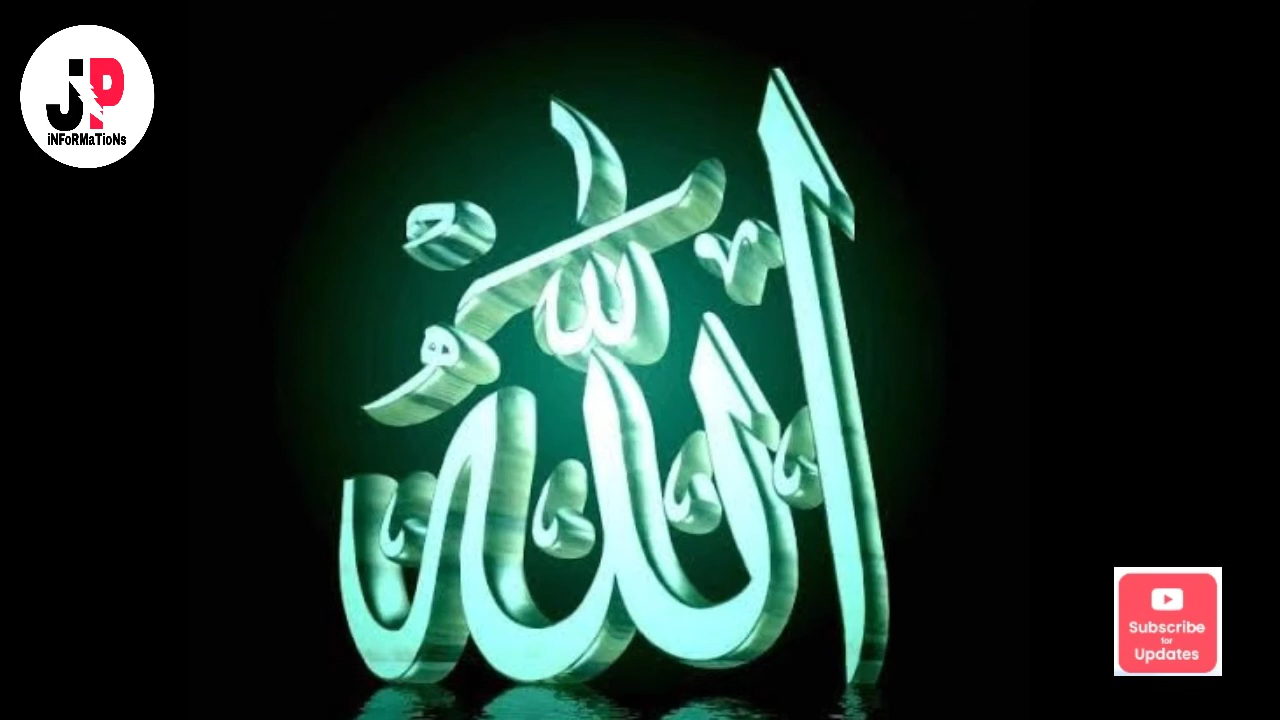 JP
iNFoRMaTioNs
الله
Subscribe
for
Updates